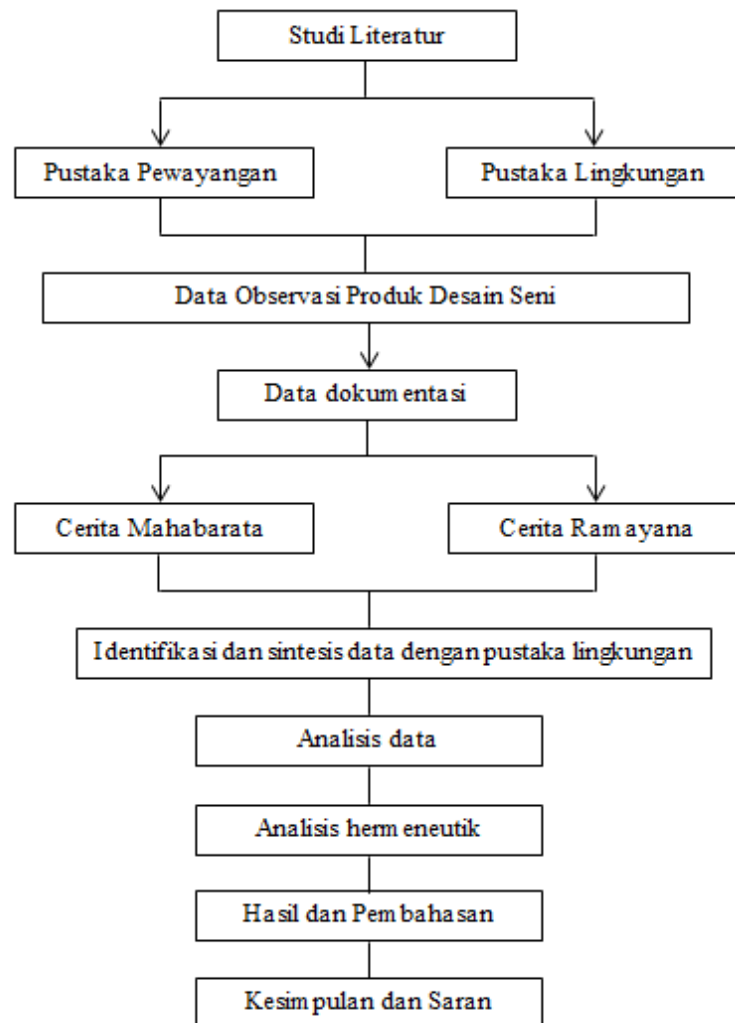 Studi Literatur
Pustaka Pewayangan
Pustaka Lingkungan
Data Observasi Produk Desain Seni
Data dokumentasi
Cerita Mahabarata
Cerita Ramayana
Identifikasi dan sintesis data dengan pustaka lingkungan
Analisis data
Analisis hermeneutik
Hasil dan Pembahasan
Kesimpulan dan Saran